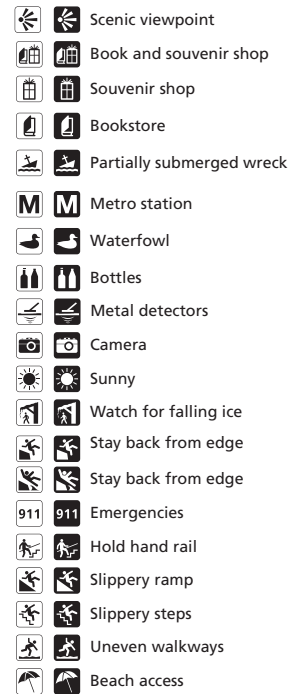 Scenic viewpoint
Book and souvenir shop
Souvenir shop
Bookstore
Partially submerged wreck
M M Metro station
Waterfowl
Bottles
Metal detectors
Camera
Sunny
Watch for falling ice
Stay back from edge
Stay back from edge
911 911 Emergencies
Hold hand rail
Slippery ramp
Slippery steps
Uneven walkways
Beach access